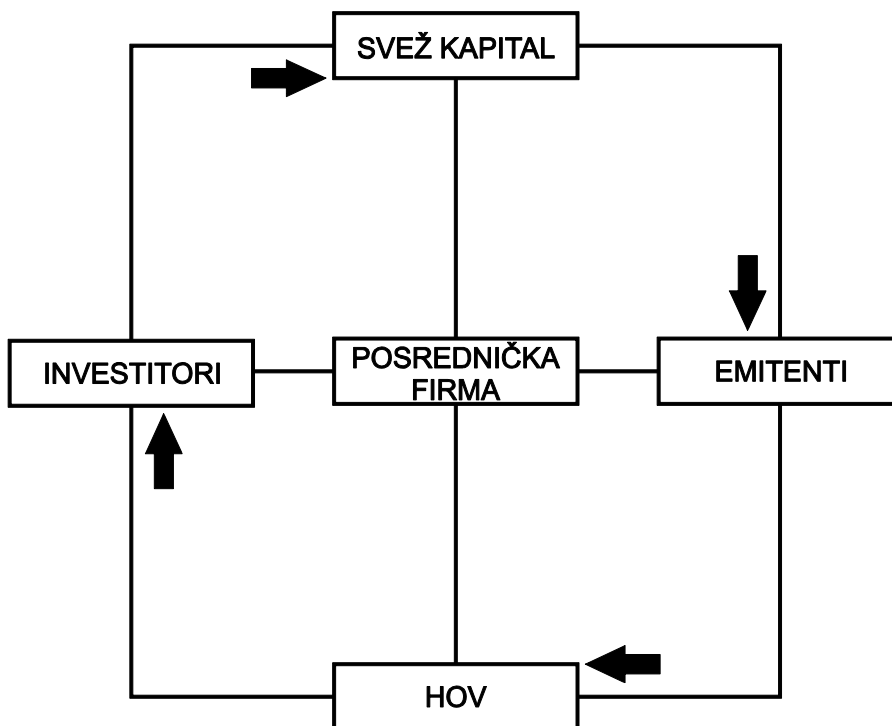 SVEŽ KAPITAL
INVESTITORI
POSREDNIČKA
FIRMA
EMITENTI
HOV